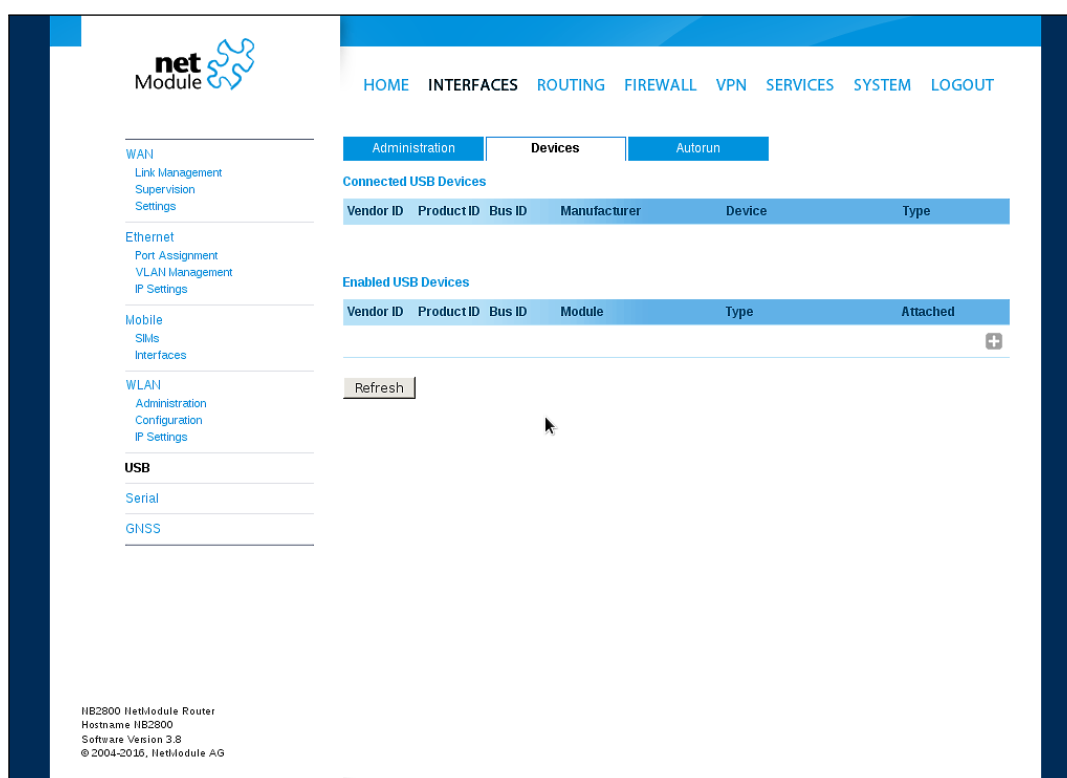 net
Module
HOME INTERFACES ROUTING FIREWALL VPN SERVICES SYSTEM LOGOUT
WAN
Link Management
Supervision
Settings
Ethernet
Port Assignment
VLAN Management
IP Settings
Mobile
SIMs
Interfaces
WLAN
Administration
Configuration
IP Settings
USB
Serial
GNSS
Administration Devices Autorun
Connected USB Devices
Vendor ID Product ID Bus ID Manufacturer Device Type
Enabled USB Devices
Vendor ID Product ID Bus ID Module Type Attached
Refresh
NB2800 NetModule Router
Hostname NB2800
Software Version 3.8
© 2004-2016, NetModule AG